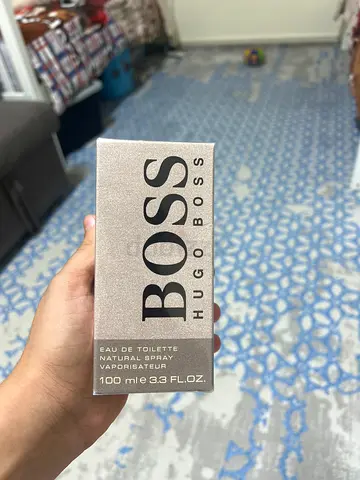 BOSS
HUGO BOSS
EAU DE TOILETTE
NATURAL SPRAY
VAPORISATEUR
100 ml e 3.3 FL.OZ.